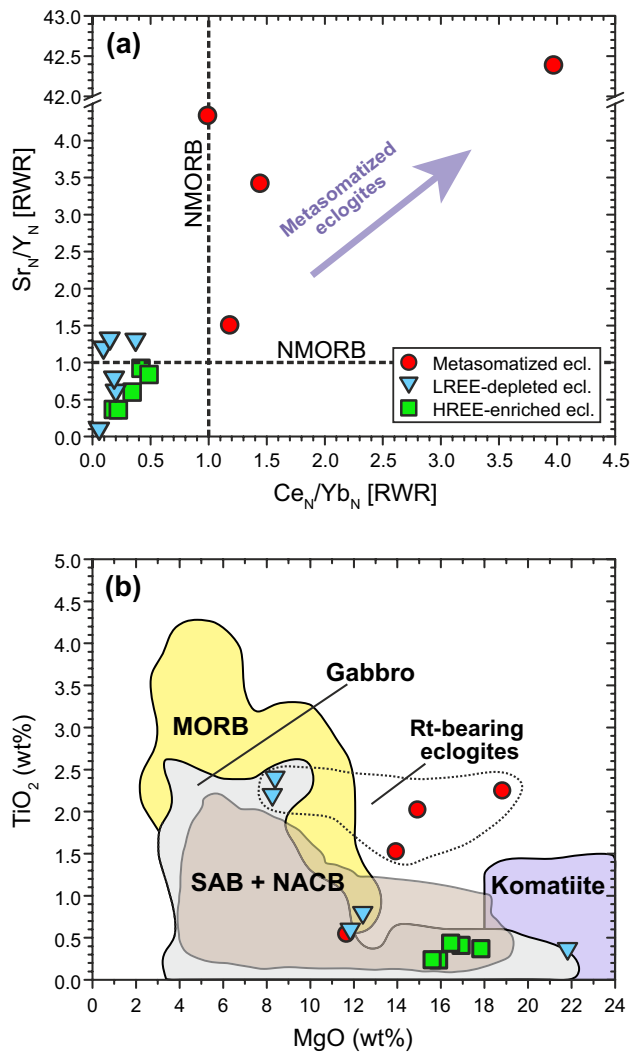 (a)
43.0
42.5
42.0
4.5
4.0
3.5
3.0
2.5
2.0
1.5
1.0
0.5
0.0
Sr_N/Y_N [RWR]
NMORB
Metasomatized
eclogites
NMORB
Metasomatized ecl.
LREE-depleted ecl.
HREE-enriched ecl.
0.0 0.5 1.0 1.5 2.0 2.5 3.0 3.5 4.0 4.5
Ce_N/Yb_N [RWR]
(b)
5.0
4.5
4.0
3.5
3.0
2.5
2.0
1.5
1.0
0.5
0.0
TiO₂ (wt%)
Gabbro
MORB
Rt-bearing
eclogites
SAB + NACB
Komatiite
0 2 4 6 8 10 12 14 16 18 20 22 24
MgO (wt%)